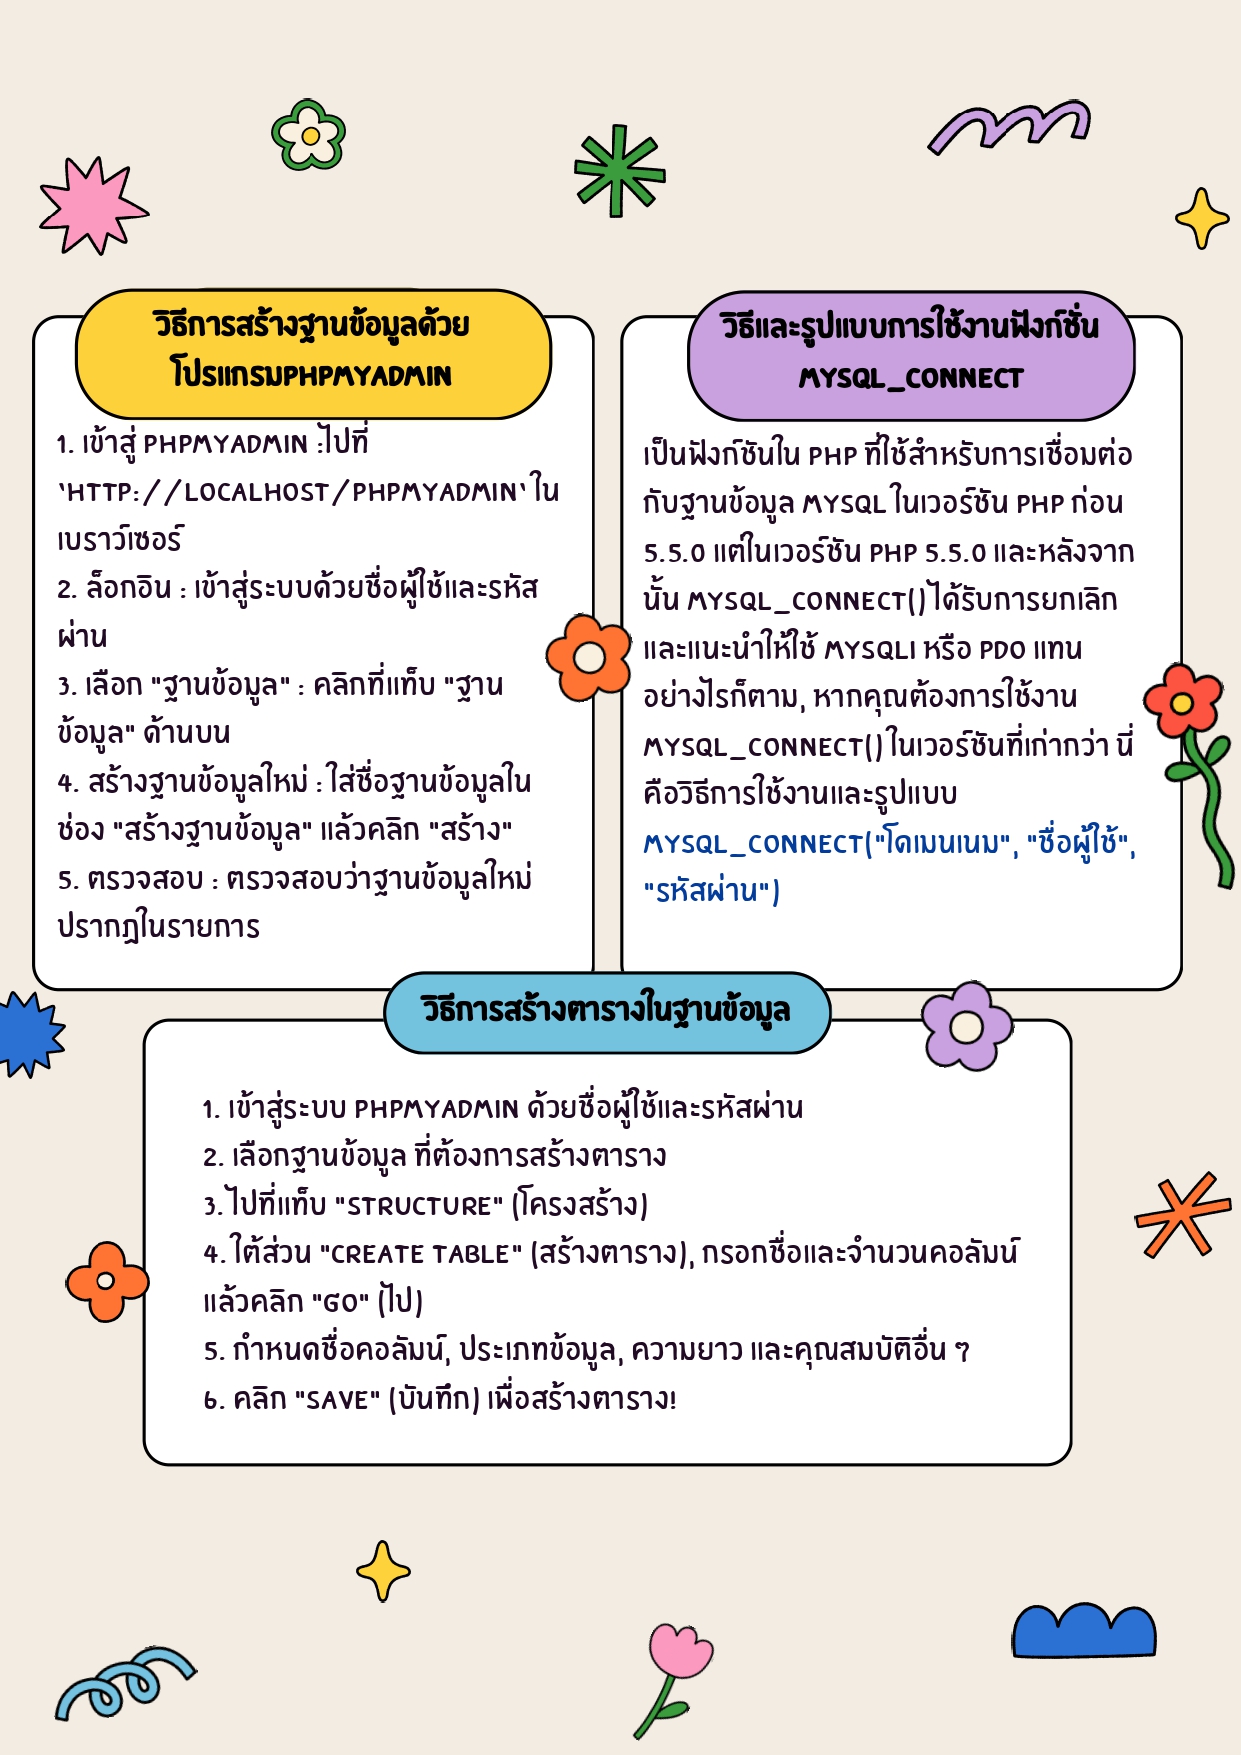 วิธีการสร้างฐานข้อมูลด้วย
โปรแกรมPHPMYADMIN
1. เข้าสู่ PHPMYADMIN :ไปที่
`HTTP://LOCALHOST/PHPMYADMIN` ใน
เบราว์เซอร์
2. ล็อกอิน : เข้าสู่ระบบด้วยชื่อผู้ใช้และรหัส
ผ่าน
3. เลือก "ฐานข้อมูล" : คลิกที่แท็บ "ฐาน
ข้อมูล" ด้านบน
4. สร้างฐานข้อมูลใหม่ : ใส่ชื่อฐานข้อมูลใน
ช่อง "สร้างฐานข้อมูล" แล้วคลิก "สร้าง"
5. ตรวจสอบ : ตรวจสอบว่าฐานข้อมูลใหม่
ปรากฏในรายการ
วิธีและรูปแบบการใช้งานฟังก์ชั่น
MYSQL_CONNECT
เป็นฟังก์ชันใน PHP ที่ใช้สำหรับการเชื่อมต่อ
กับฐานข้อมูล MYSQL ในเวอร์ชัน PHP ก่อน
5.5.0 แต่ในเวอร์ชัน PHP 5.5.0 และหลังจาก
นั้น MYSQL_CONNECT() ได้รับการยกเลิก
และแนะนำให้ใช้ MYSQLI หรือ PDO แทน
อย่างไรก็ตาม, หากคุณต้องการใช้งาน
MYSQL_CONNECT() ในเวอร์ชันที่เก่ากว่า นี่
คือวิธีการใช้งานและรูปแบบ
MYSQL_CONNECT("โดเมนเนม", "ชื่อผู้ใช้",
"รหัสผ่าน")
วิธีการสร้างตารางในฐานข้อมูล
1. เข้าสู่ระบบ PHPMYADMIN ด้วยชื่อผู้ใช้และรหัสผ่าน
2. เลือกฐานข้อมูล ที่ต้องการสร้างตาราง
3. ไปที่แท็บ "STRUCTURE" (โครงสร้าง)
4. ใต้ส่วน "CREATE TABLE" (สร้างตาราง), กรอกชื่อและจำนวนคอลัมน์
แล้วคลิก "GO" (ไป)
5. กำหนดชื่อคอลัมน์, ประเภทข้อมูล, ความยาว และคุณสมบัติอื่น ๆ
6. คลิก "SAVE" (บันทึก) เพื่อสร้างตาราง!